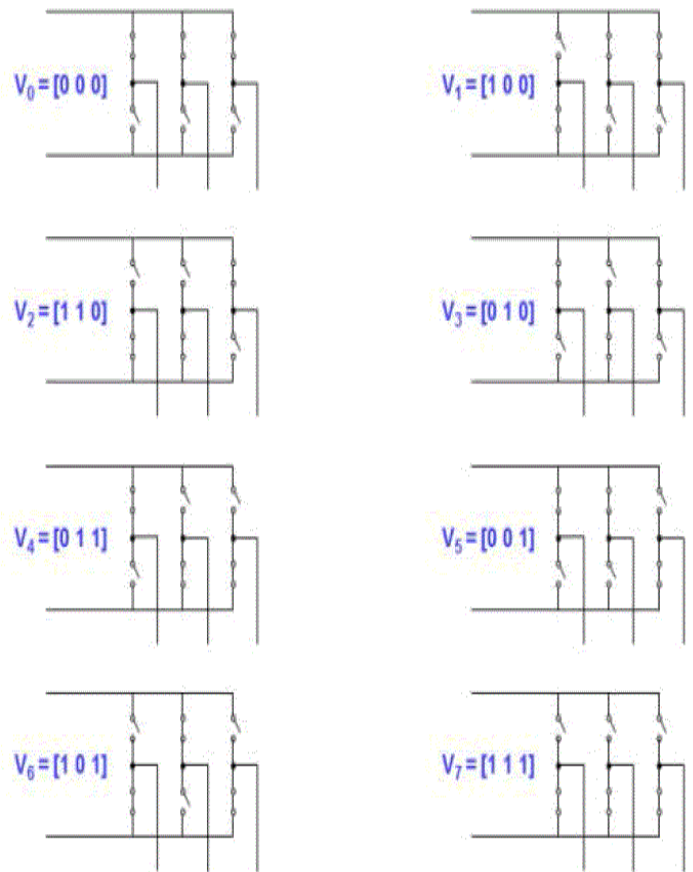 V₀=[0 0 0]
V₁=[1 0 0]
V₂=[1 1 0]
V₃=[0 1 0]
V₄=[0 1 1]
V₅=[0 0 1]
V₆=[1 0 1]
V₇=[1 1 1]